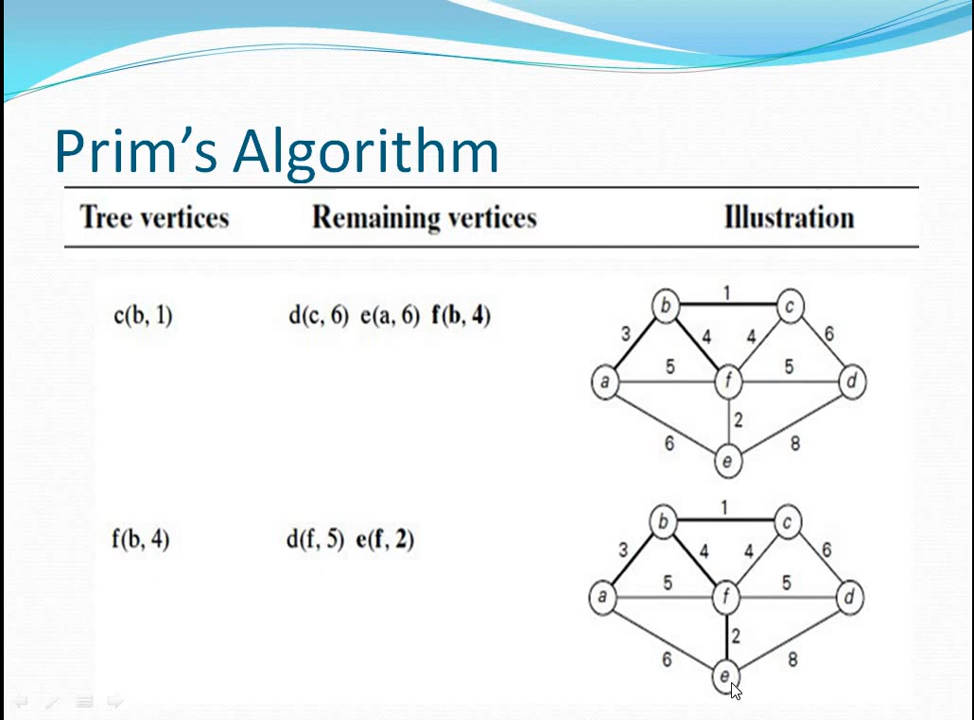 Prim's Algorithm
Tree vertices Remaining vertices Illustration
c(b, 1) d(c, 6) e(a, 6) f(b, 4)
1
b c
3 4 4 6
5 5
a f d
2
6 8
e
f(b, 4) d(f, 5) e(f, 2)
1
b c
3 4 4 6
5 5
a f d
2
6 8
e